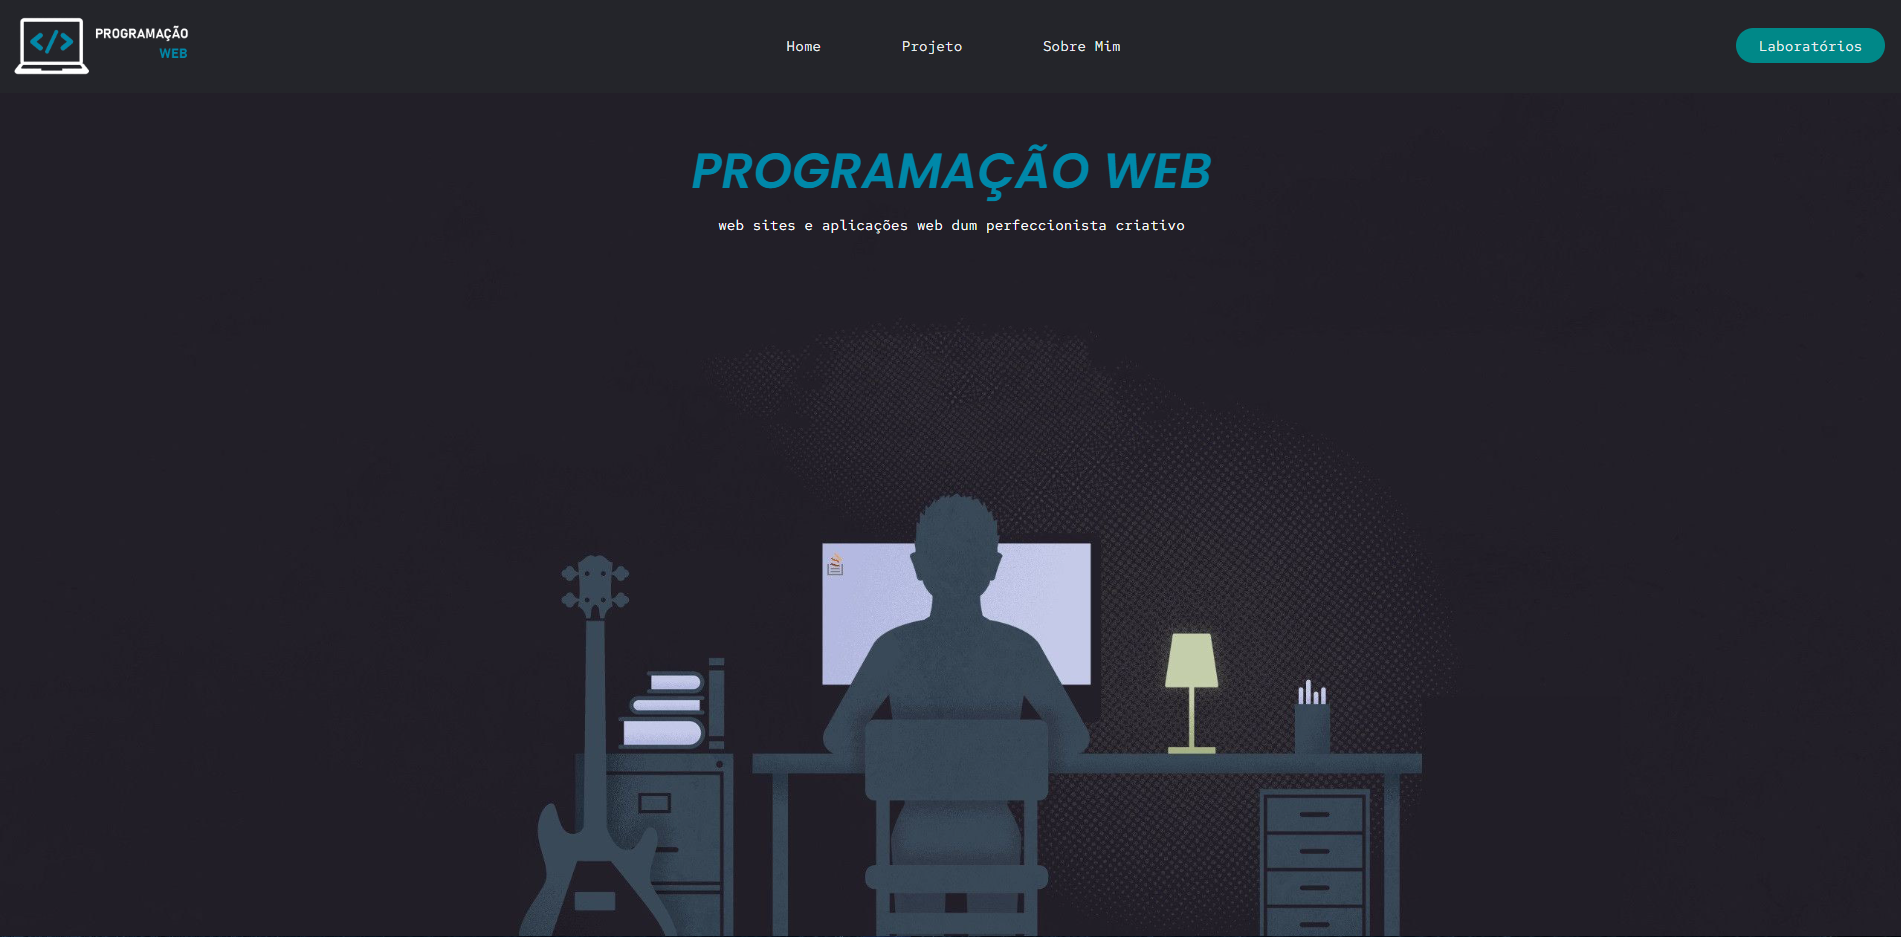 PROGRAMAÇÃO
WEB
Home
Projeto
Sobre Mim
Laboratórios
PROGRAMAÇÃO WEB
web sites e aplicações web dum perfeccionista criativo